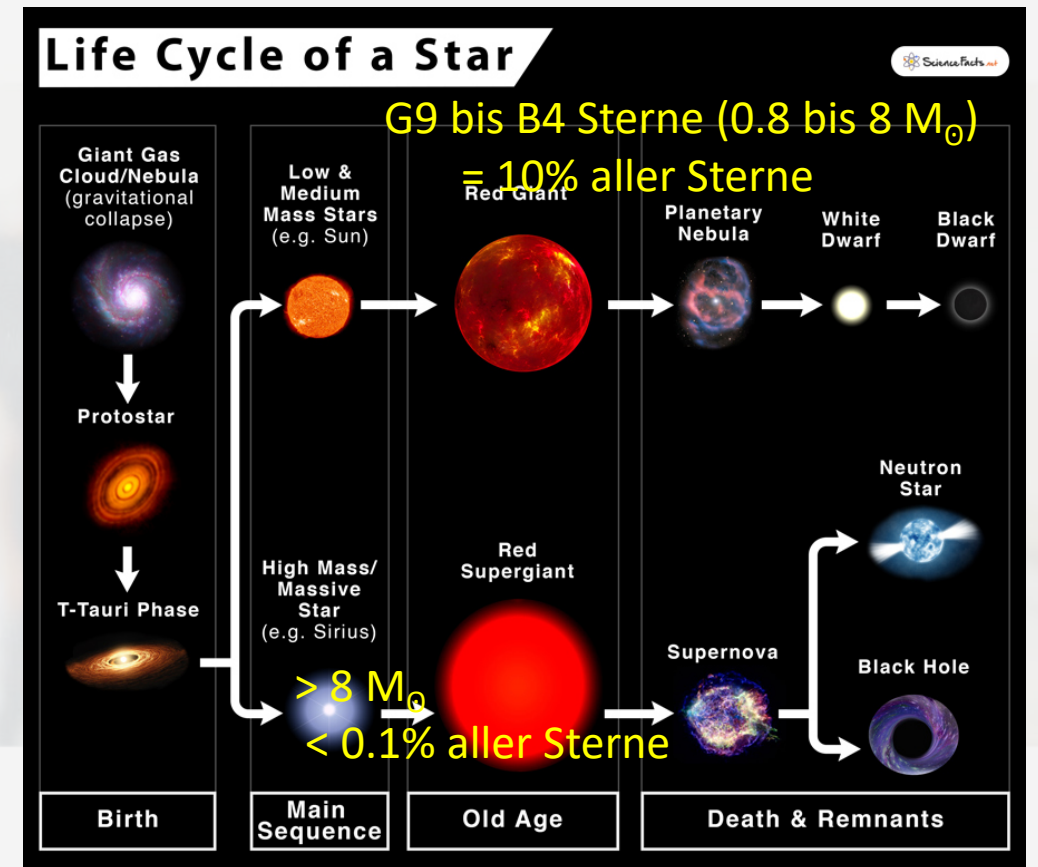 Life Cycle of a Star
ScienceFacts.net
G9 bis B4 Sterne (0.8 bis 8 M⊙)
= 10% aller Sterne
Giant Gas
Cloud/Nebula
(gravitational
collapse)
Protostar
T-Tauri Phase
Low &
Medium
Mass Stars
(e.g. Sun)
Red Giant
Planetary
Nebula
White
Dwarf
Black
Dwarf
High Mass/
Massive
Star
(e.g. Sirius)
> 8 M⊙
< 0.1% aller Sterne
Red
Supergiant
Supernova
Neutron
Star
Black Hole
Birth
Main
Sequence
Old Age
Death & Remnants